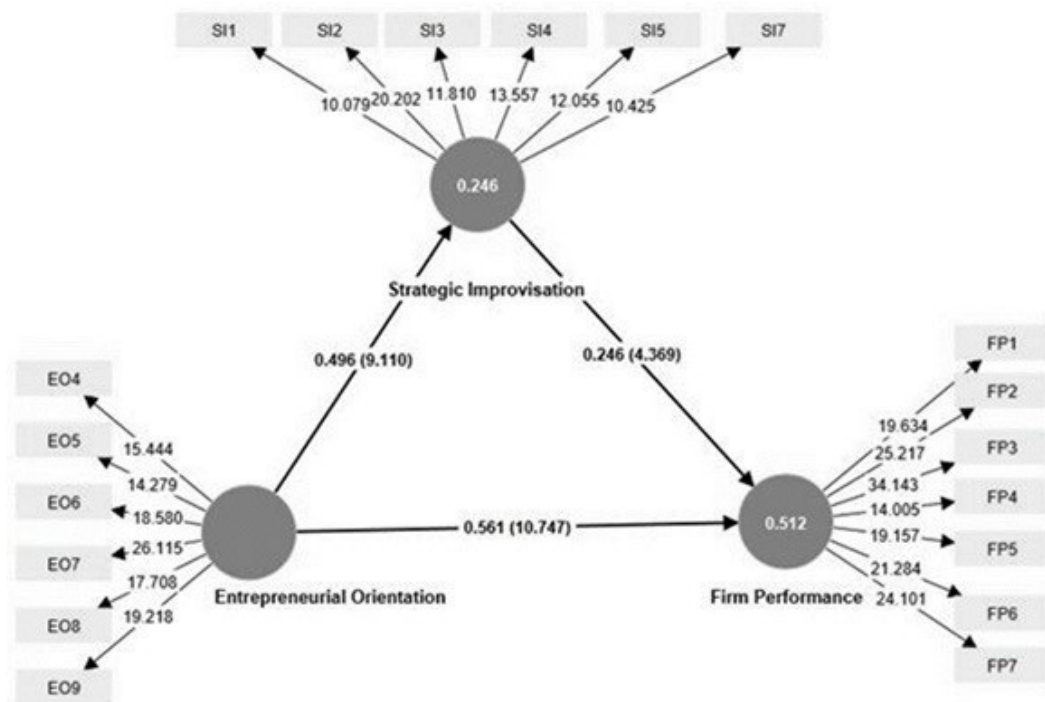 SI1 SI2 SI3 SI4 SI5 SI7
10.079 20.202 11.810 13.557 12.055 10.425
0.246
Strategic Improvisation
0.496 (9.110)
0.246 (4.369)
EO4
EO5
EO6
EO7
EO8
EO9
15.444
14.279
18.580
26.115
17.708
19.218
Entrepreneurial Orientation
0.561 (10.747)
0.512
Firm Performance
19.634
25.217
34.143
14.005
19.157
21.284
24.101
FP1
FP2
FP3
FP4
FP5
FP6
FP7